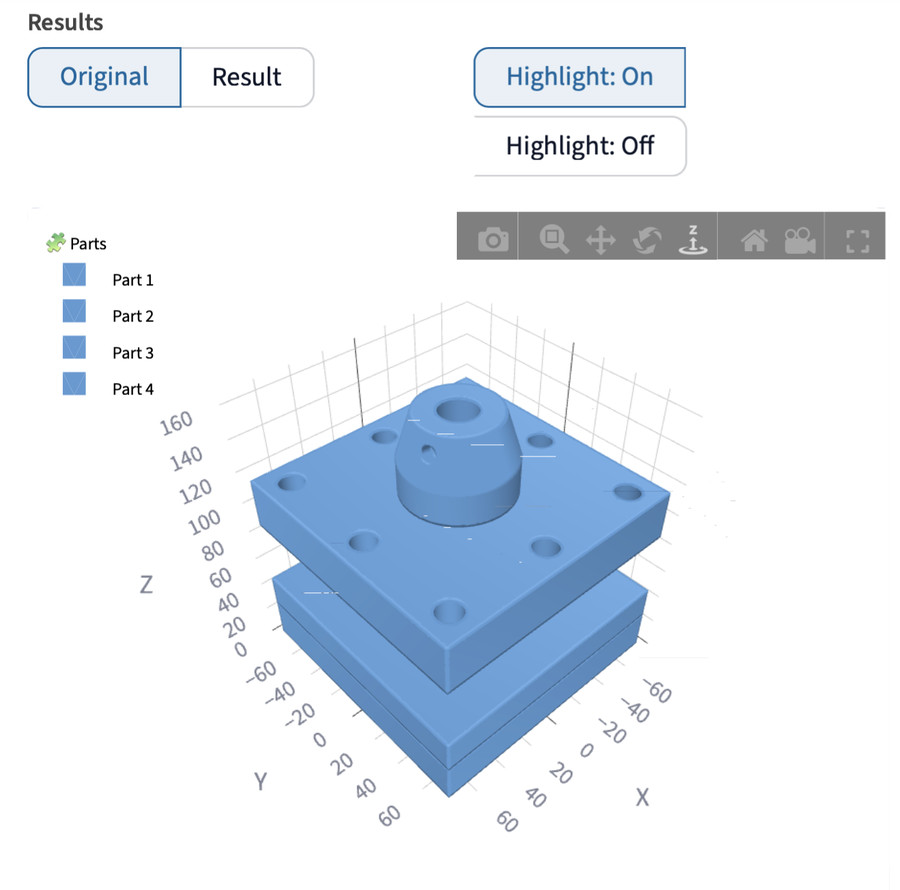 Results
Original
Result
Highlight: On
Highlight: Off
Parts
Part 1
Part 2
Part 3
Part 4
Z
160
140
120
100
80
60
40
20
0
Z
−60
−40
−20
0
20
40
60
Y
−60
−40
−20
0
20
40
60
X